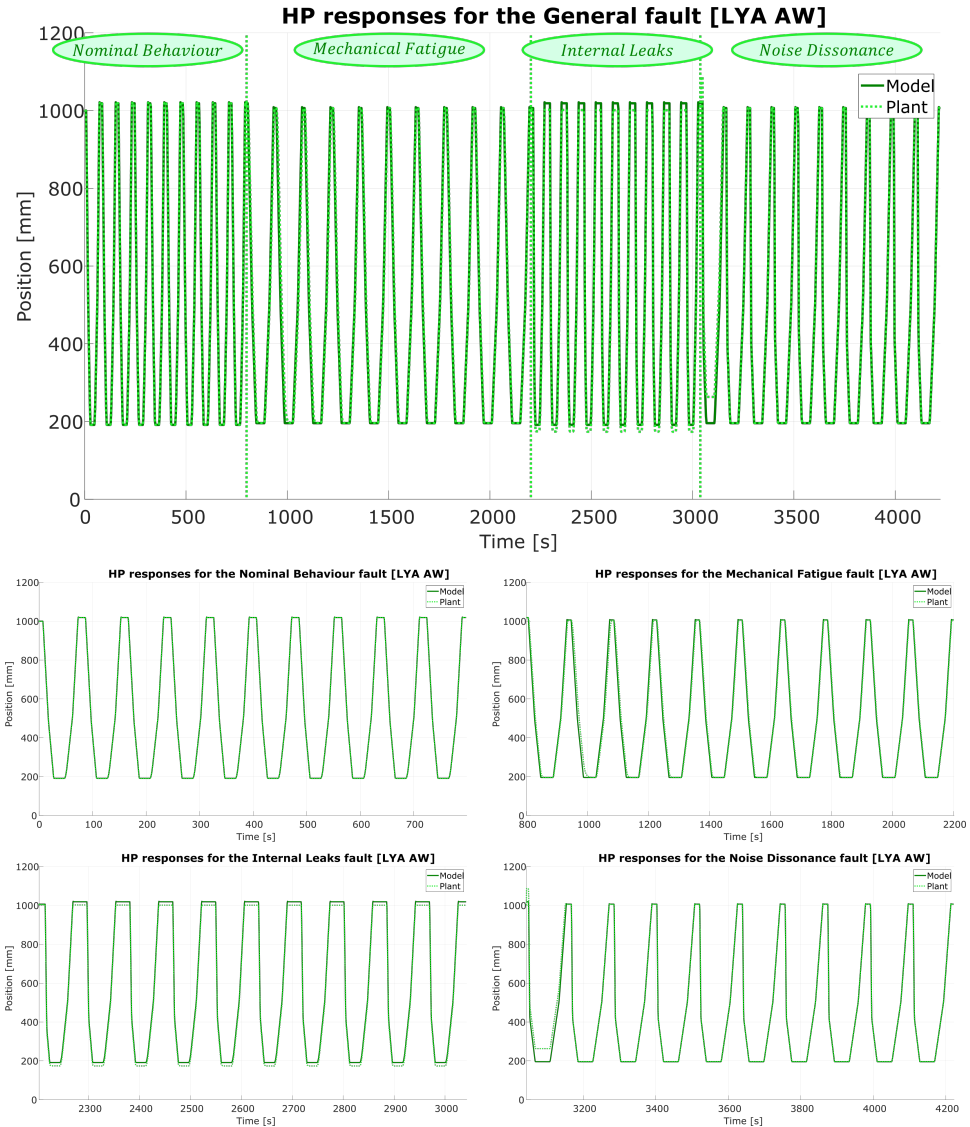 HP responses for the General fault [LYA AW]
Nominal Behaviour
Mechanical Fatigue
Internal Leaks
Noise Dissonance
Model
Plant
1200
1000
800
600
400
200
0
Position [mm]
0 500 1000 1500 2000 2500 3000 3500 4000
Time [s]
HP responses for the Nominal Behaviour fault [LYA AW]
Model
Plant
1200
1000
800
600
400
200
0
Position [mm]
0 100 200 300 400 500 600 700
Time [s]
HP responses for the Mechanical Fatigue fault [LYA AW]
Model
Plant
1200
1000
800
600
400
200
0
Position [mm]
800 1000 1200 1400 1600 1800 2000 2200
Time [s]
HP responses for the Internal Leaks fault [LYA AW]
Model
Plant
1200
1000
800
600
400
200
0
Position [mm]
2300 2400 2500 2600 2700 2800 2900 3000
Time [s]
HP responses for the Noise Dissonance fault [LYA AW]
Model
Plant
1200
1000
800
600
400
200
0
Position [mm]
3200 3400 3600 3800 4000 4200
Time [s]